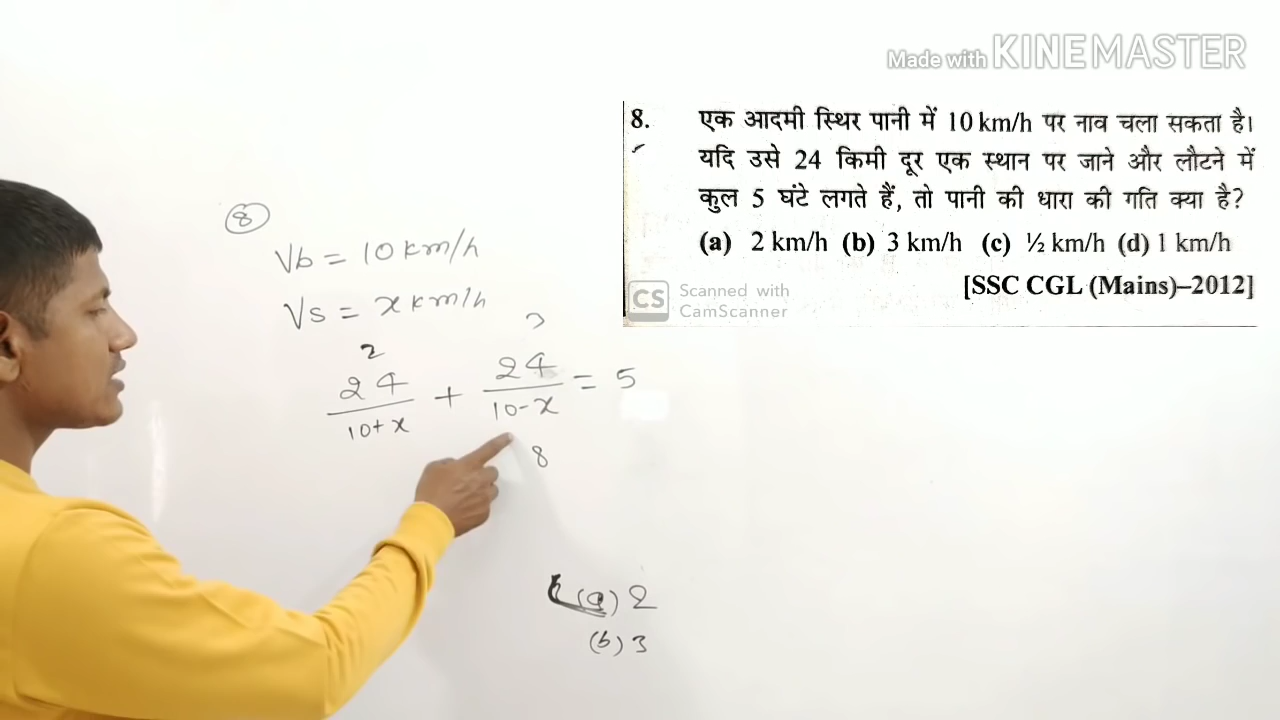 Made with KINEMASTER
8. एक आदमी स्थिर पानी में 10 km/h पर नाव चला सकता है।
यदि उसे 24 किमी दूर एक स्थान पर जाने और लौटने में
कुल 5 घंटे लगते हैं, तो पानी की धारा की गति क्या है?
(a) 2 km/h (b) 3 km/h (c) ½ km/h (d) 1 km/h
[SSC CGL (Mains)–2012]
CS Scanned with
CamScanner
8
Vb = 10 km/h
Vs = x km/h
2 3
24/10+x + 24/10-x = 5
8
(a) 2
(b) 3